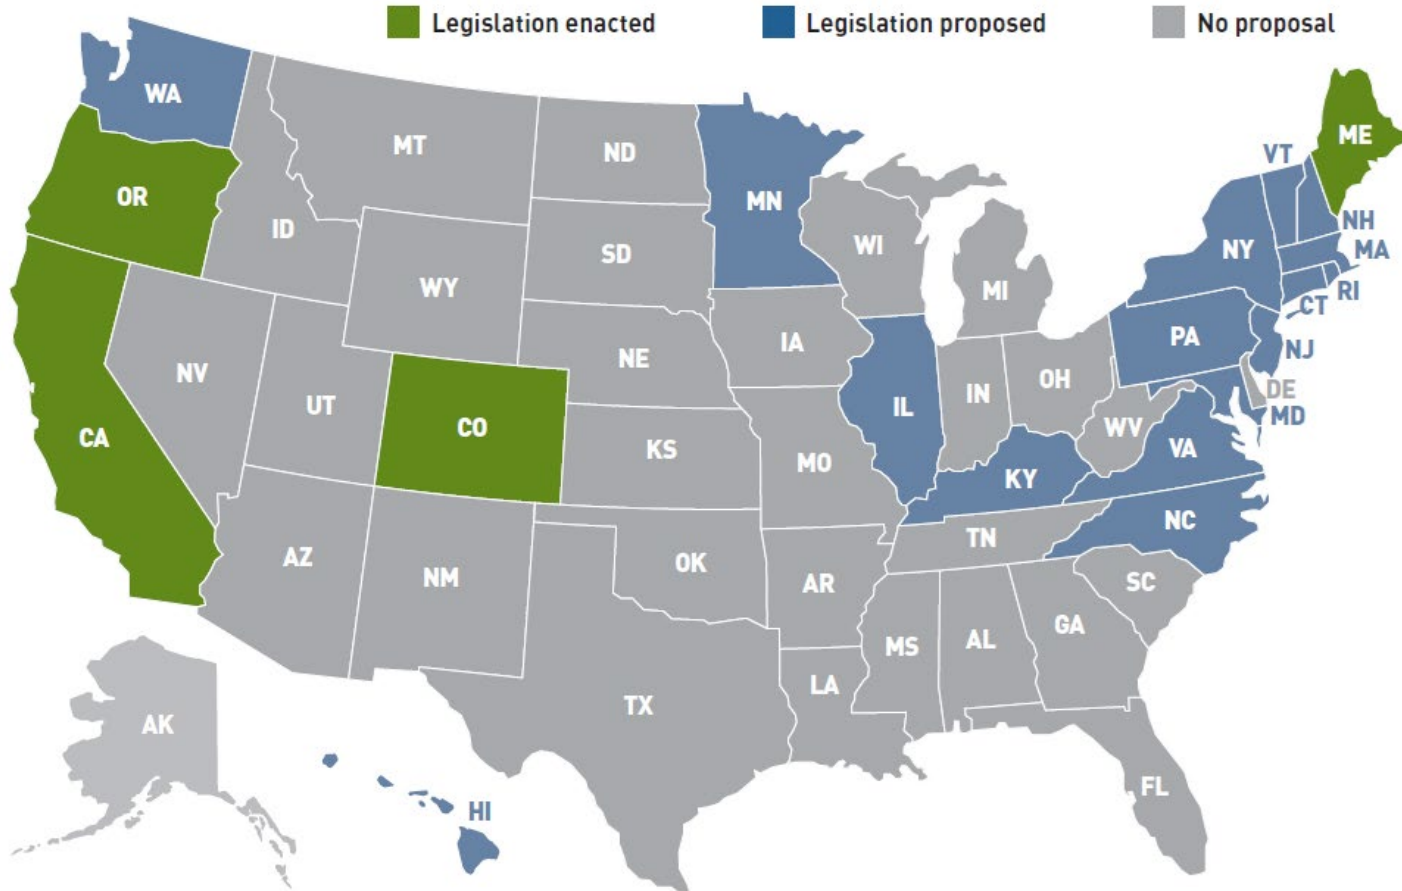 Legislation enacted
Legislation proposed
No proposal
WA
ME
MT
ND
VT
OR
MN
ID
WI
NH
NY
MA
SD
WY
MI
RI
CT
PA
IA
NJ
NE
NV
OH
DE
UT
IN
IL
MD
CO
WV
CA
VA
KS
MO
KY
NC
TN
AZ
OK
NM
AR
SC
GA
MS
AL
LA
TX
AK
FL
HI